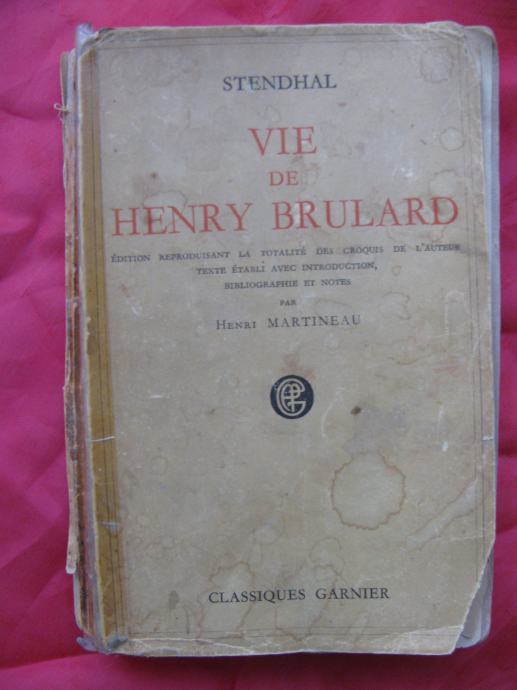 STENDHAL
VIE
DE
HENRY BRULARD
ÉDITION REPRODUISANT LA TOTALITÉ DES CROQUIS DE L'AUTEUR
TEXTE ÉTABLI AVEC INTRODUCTION,
BIBLIOGRAPHIE ET NOTES
PAR
HENRI MARTINEAU
CLASSIQUES GARNIER